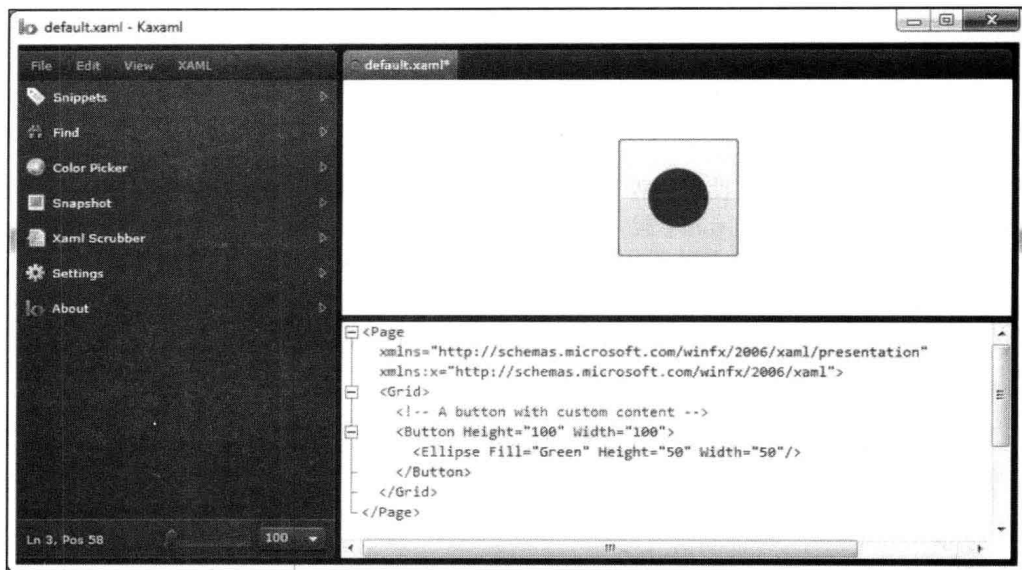 default.xaml - Kaxaml
File Edit View XAML
Snippets
Find
Color Picker
Snapshot
Xaml Scrubber
Settings
About
Ln 3, Pos 58 100
default.xaml*
<Page
xmlns="http://schemas.microsoft.com/winfx/2006/xaml/presentation"
xmlns:x="http://schemas.microsoft.com/winfx/2006/xaml">
<Grid>
<!-- A button with custom content -->
<Button Height="100" Width="100">
<Ellipse Fill="Green" Height="50" Width="50"/>
</Button>
</Grid>
</Page>